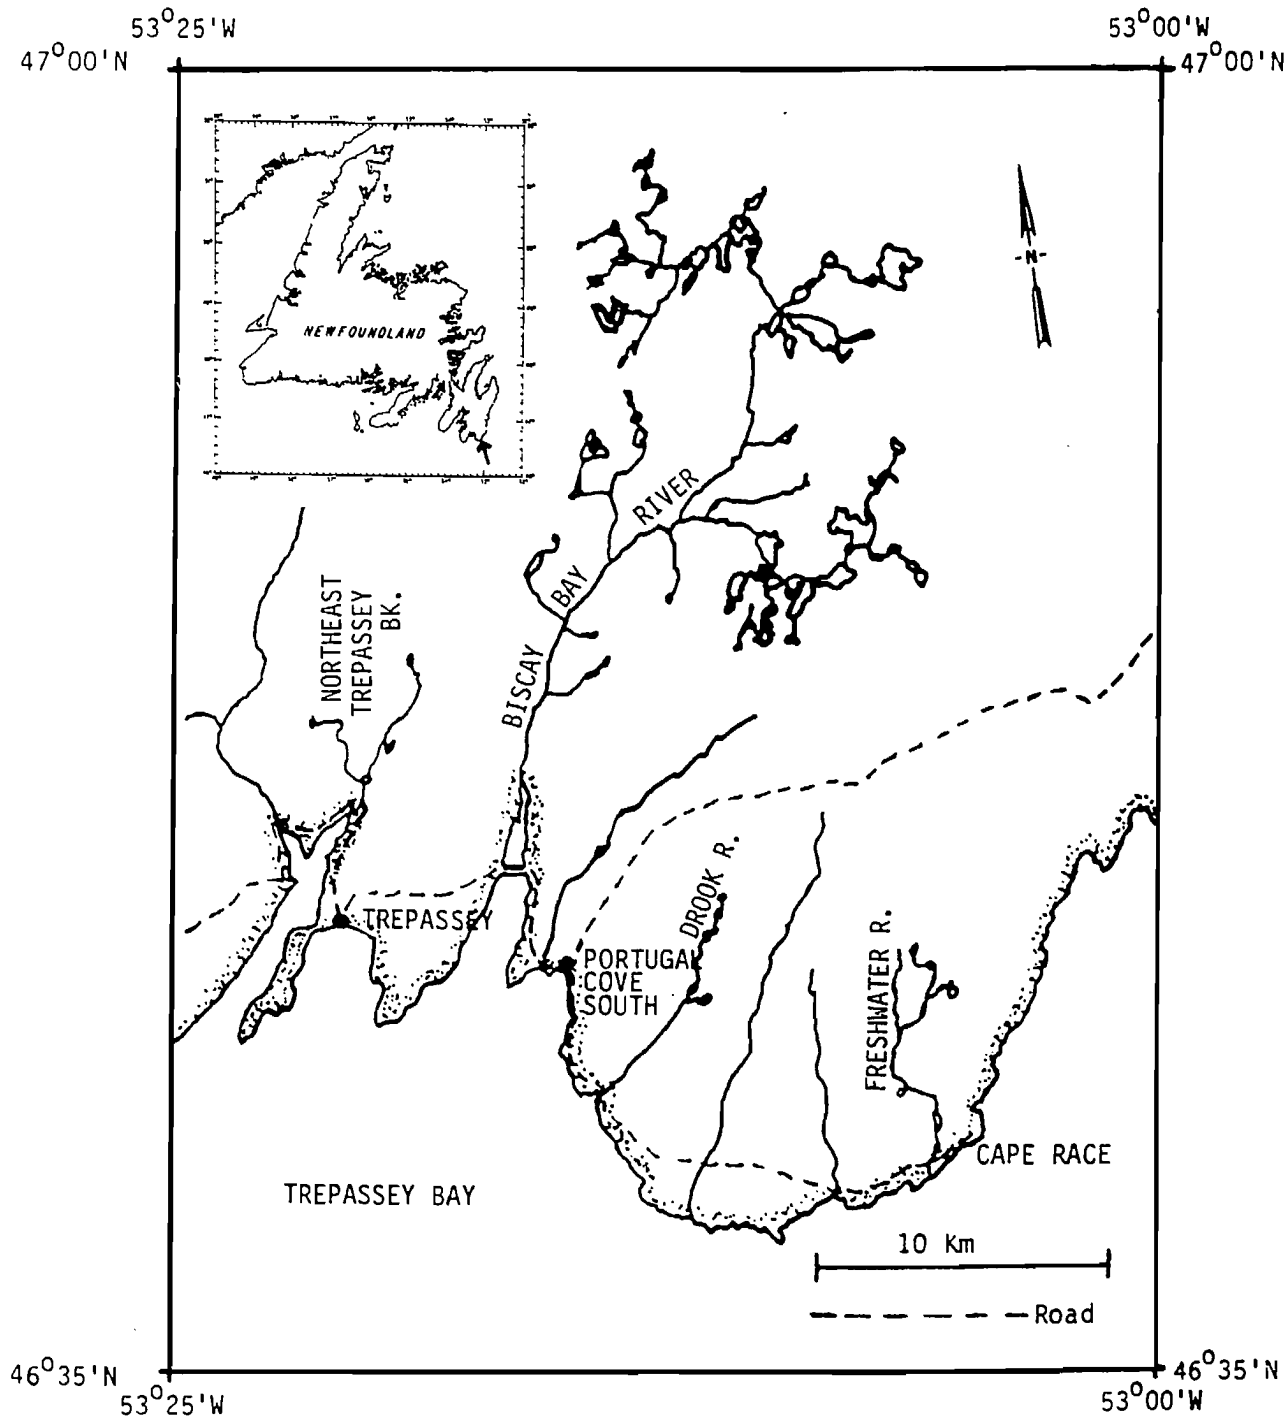 53°25'W
53°00'W
47°00'N
47°00'N
NEWFOUNDLAND
-N-
RIVER
BAY
BISCAY
NORTHEAST
TREPASSEY
BK.
TREPASSEY
DROOK R.
PORTUGAL
COVE
SOUTH
FRESHWATER R.
CAPE RACE
TREPASSEY BAY
10 Km
Road
46°35'N
46°35'N
53°25'W
53°00'W